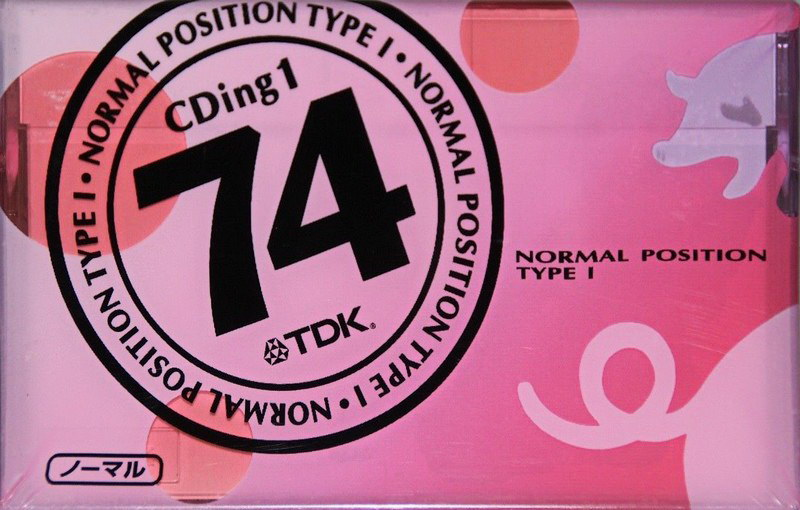 NORMAL POSITION TYPE I • NORMAL POSITION TYPE I • NORMAL POSITION TYPE I •
CDing1
74
TDK®
NORMAL POSITION
TYPE I
ノーマル